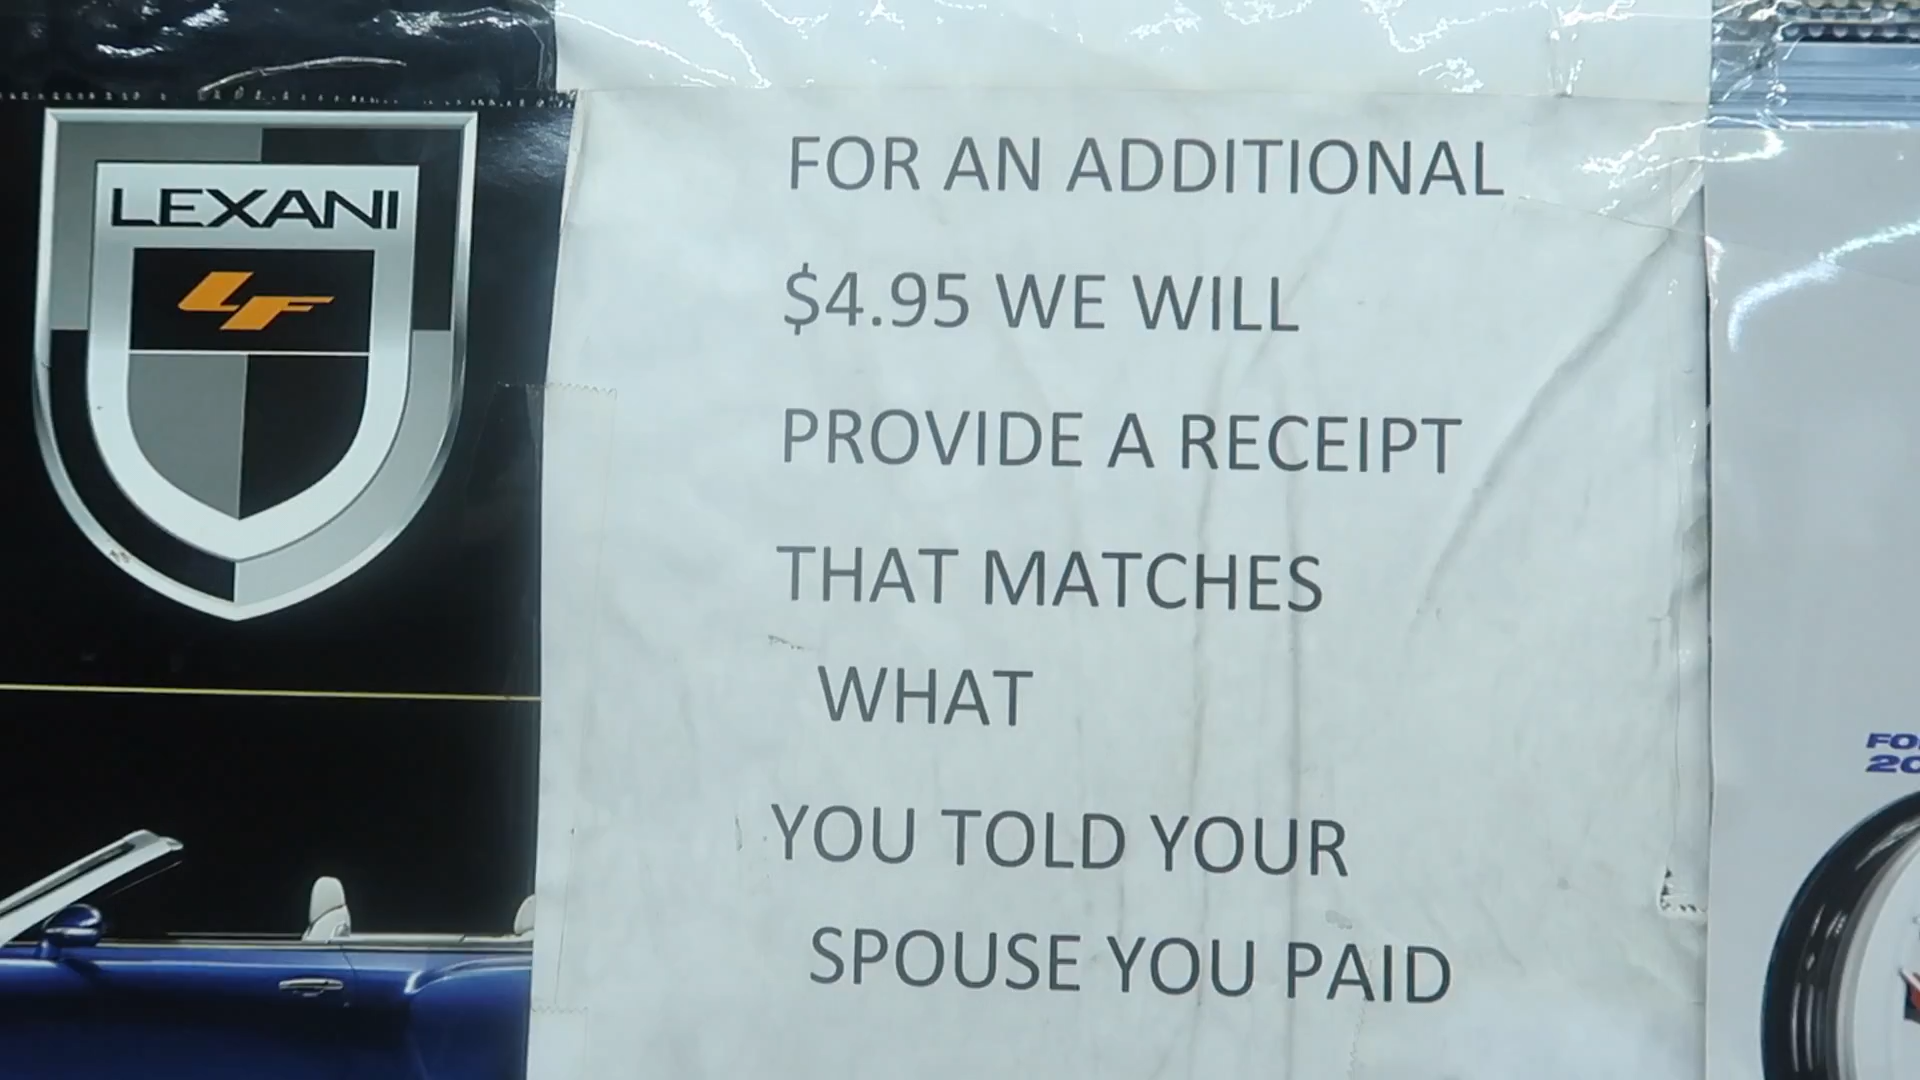 LEXANI
LF
FOR AN ADDITIONAL
$4.95 WE WILL
PROVIDE A RECEIPT
THAT MATCHES
WHAT
YOU TOLD YOUR
SPOUSE YOU PAID